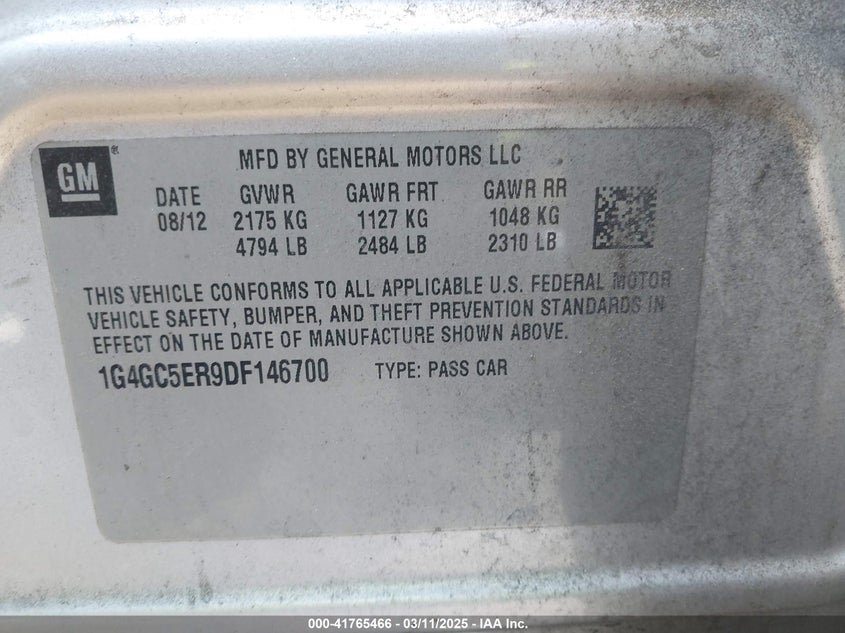 GM®
MFD BY GENERAL MOTORS LLC
DATE GVWR GAWR FRT GAWR RR
08/12 2175 KG 1127 KG 1048 KG
4794 LB 2484 LB 2310 LB
THIS VEHICLE CONFORMS TO ALL APPLICABLE U.S. FEDERAL MOTOR
VEHICLE SAFETY, BUMPER, AND THEFT PREVENTION STANDARDS IN
EFFECT ON THE DATE OF MANUFACTURE SHOWN ABOVE.
1G4GC5ER9DF146700 TYPE: PASS CAR
000-41765466 - 03/11/2025 - IAA Inc.